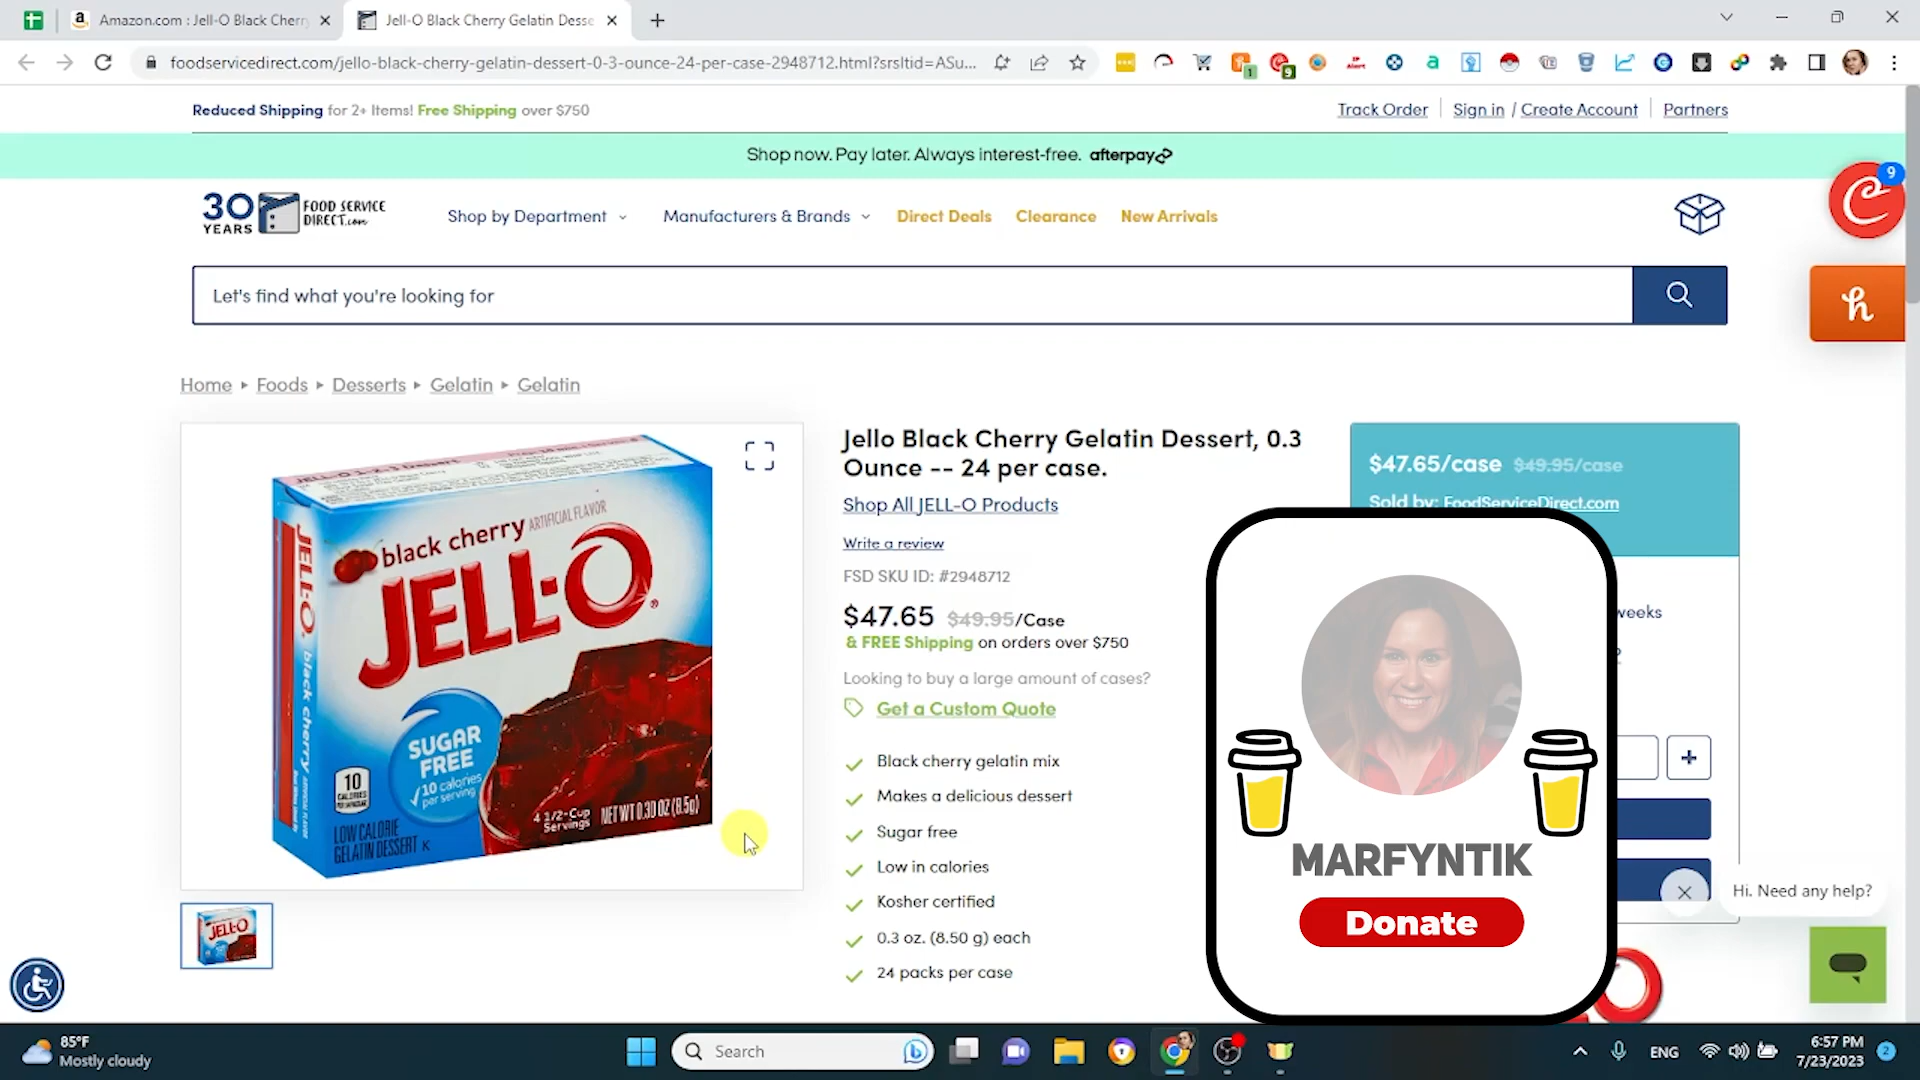 Amazon.com : Jell-O Black Cherry
Jell-O Black Cherry Gelatin Desse
foodservicedirect.com/jello-black-cherry-gelatin-dessert-0-3-ounce-24-per-case-2948712.html?srsltid=ASu...
1
9
Reduced Shipping for 2+ Items! Free Shipping over $750
Track Order
Sign in / Create Account
Partners
Shop now. Pay later. Always interest-free. afterpay
9
30 YEARS
FOOD SERVICE
DIRECT.com
Shop by Department
Manufacturers & Brands
Direct Deals
Clearance
New Arrivals
Let's find what you're looking for
h
Home ▸ Foods ▸ Desserts ▸ Gelatin ▸ Gelatin
black cherry ARTIFICIAL FLAVOR
JELL-O®
JELL-O
black cherry
SUGAR
FREE
10 calories
per serving
10
CALORIES
LOW CALORIE
GELATIN DESSERT K
4 1/2-Cup
Servings
NET WT 0.30 OZ (8.5g)
Jello Black Cherry Gelatin Dessert, 0.3
Ounce -- 24 per case.
Shop All JELL-O Products
Write a review
FSD SKU ID: #2948712
$47.65 $49.95/Case
& FREE Shipping on orders over $750
Looking to buy a large amount of cases?
Get a Custom Quote
Black cherry gelatin mix
Makes a delicious dessert
Sugar free
Low in calories
Kosher certified
0.3 oz. (8.50 g) each
24 packs per case
$47.65/case $49.95/case
Sold by: FoodServiceDirect.com
weeks
+
MARFYNTIK
Donate
Hi. Need any help?
JELL-O
85°F
Mostly cloudy
Search
ENG
6:57 PM
7/23/2023
2